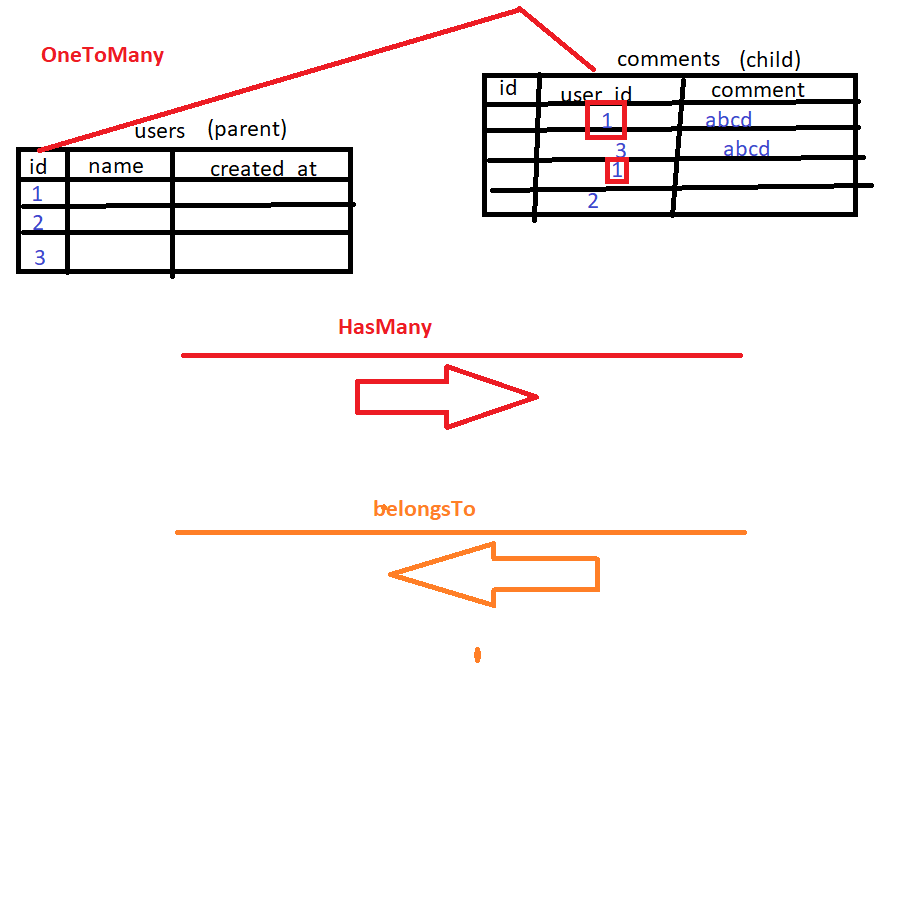 OneToMany
comments (child)
id user_id comment
1 abcd
3 abcd
1
2
users (parent)
id name created_at
1
2
3
HasMany
belongsTo